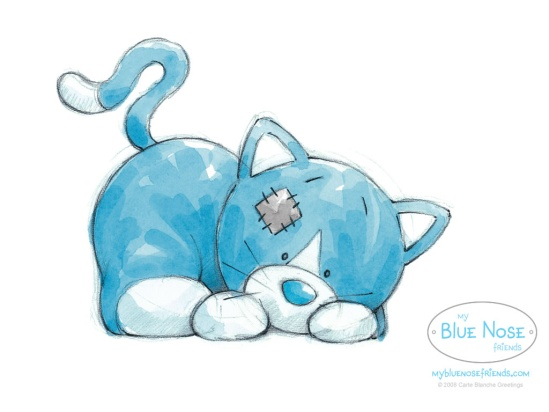 My
Blue Nose
friends
mybluenosefriends.com
© 2009 Carte Blanche Greetings